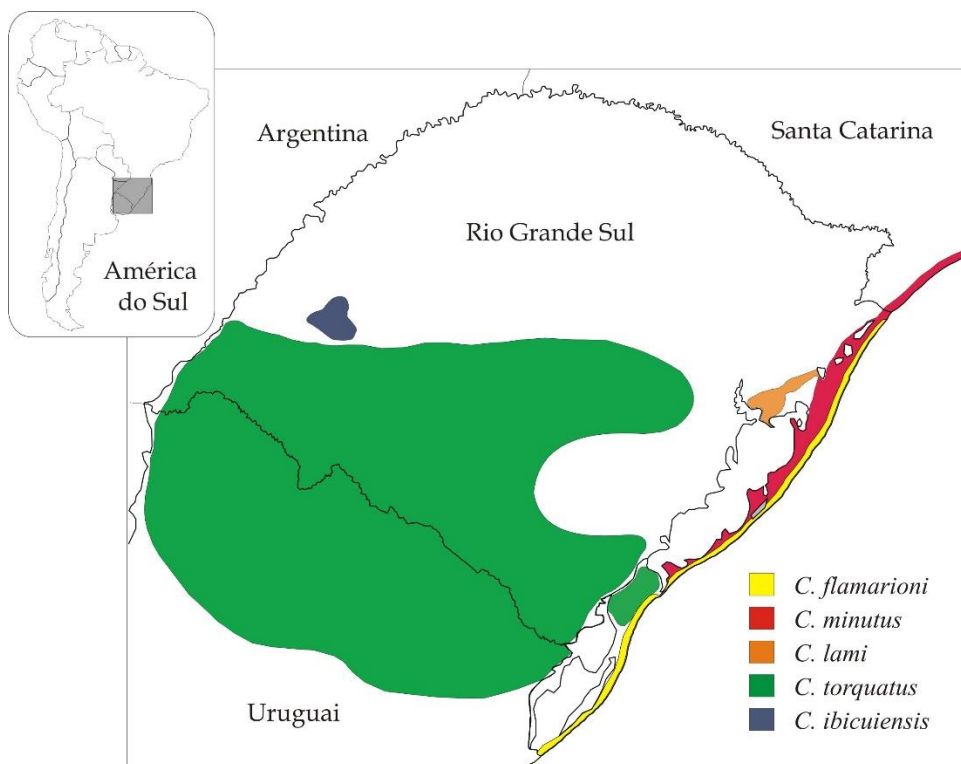 Argentina
Santa Catarina
Rio Grande Sul
América
do Sul
Uruguai
C. flamarioni
C. minutus
C. lami
C. torquatus
C. ibicuiensis